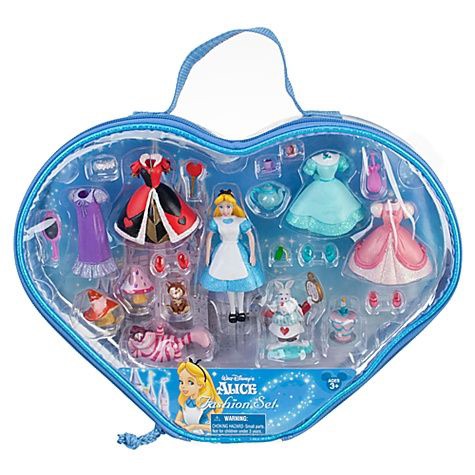 Walt Disney's
ALICE
Fashion Set
AGES
3+
WARNING:
CHOKING HAZARD- Small parts.
Not for children under 3 years.